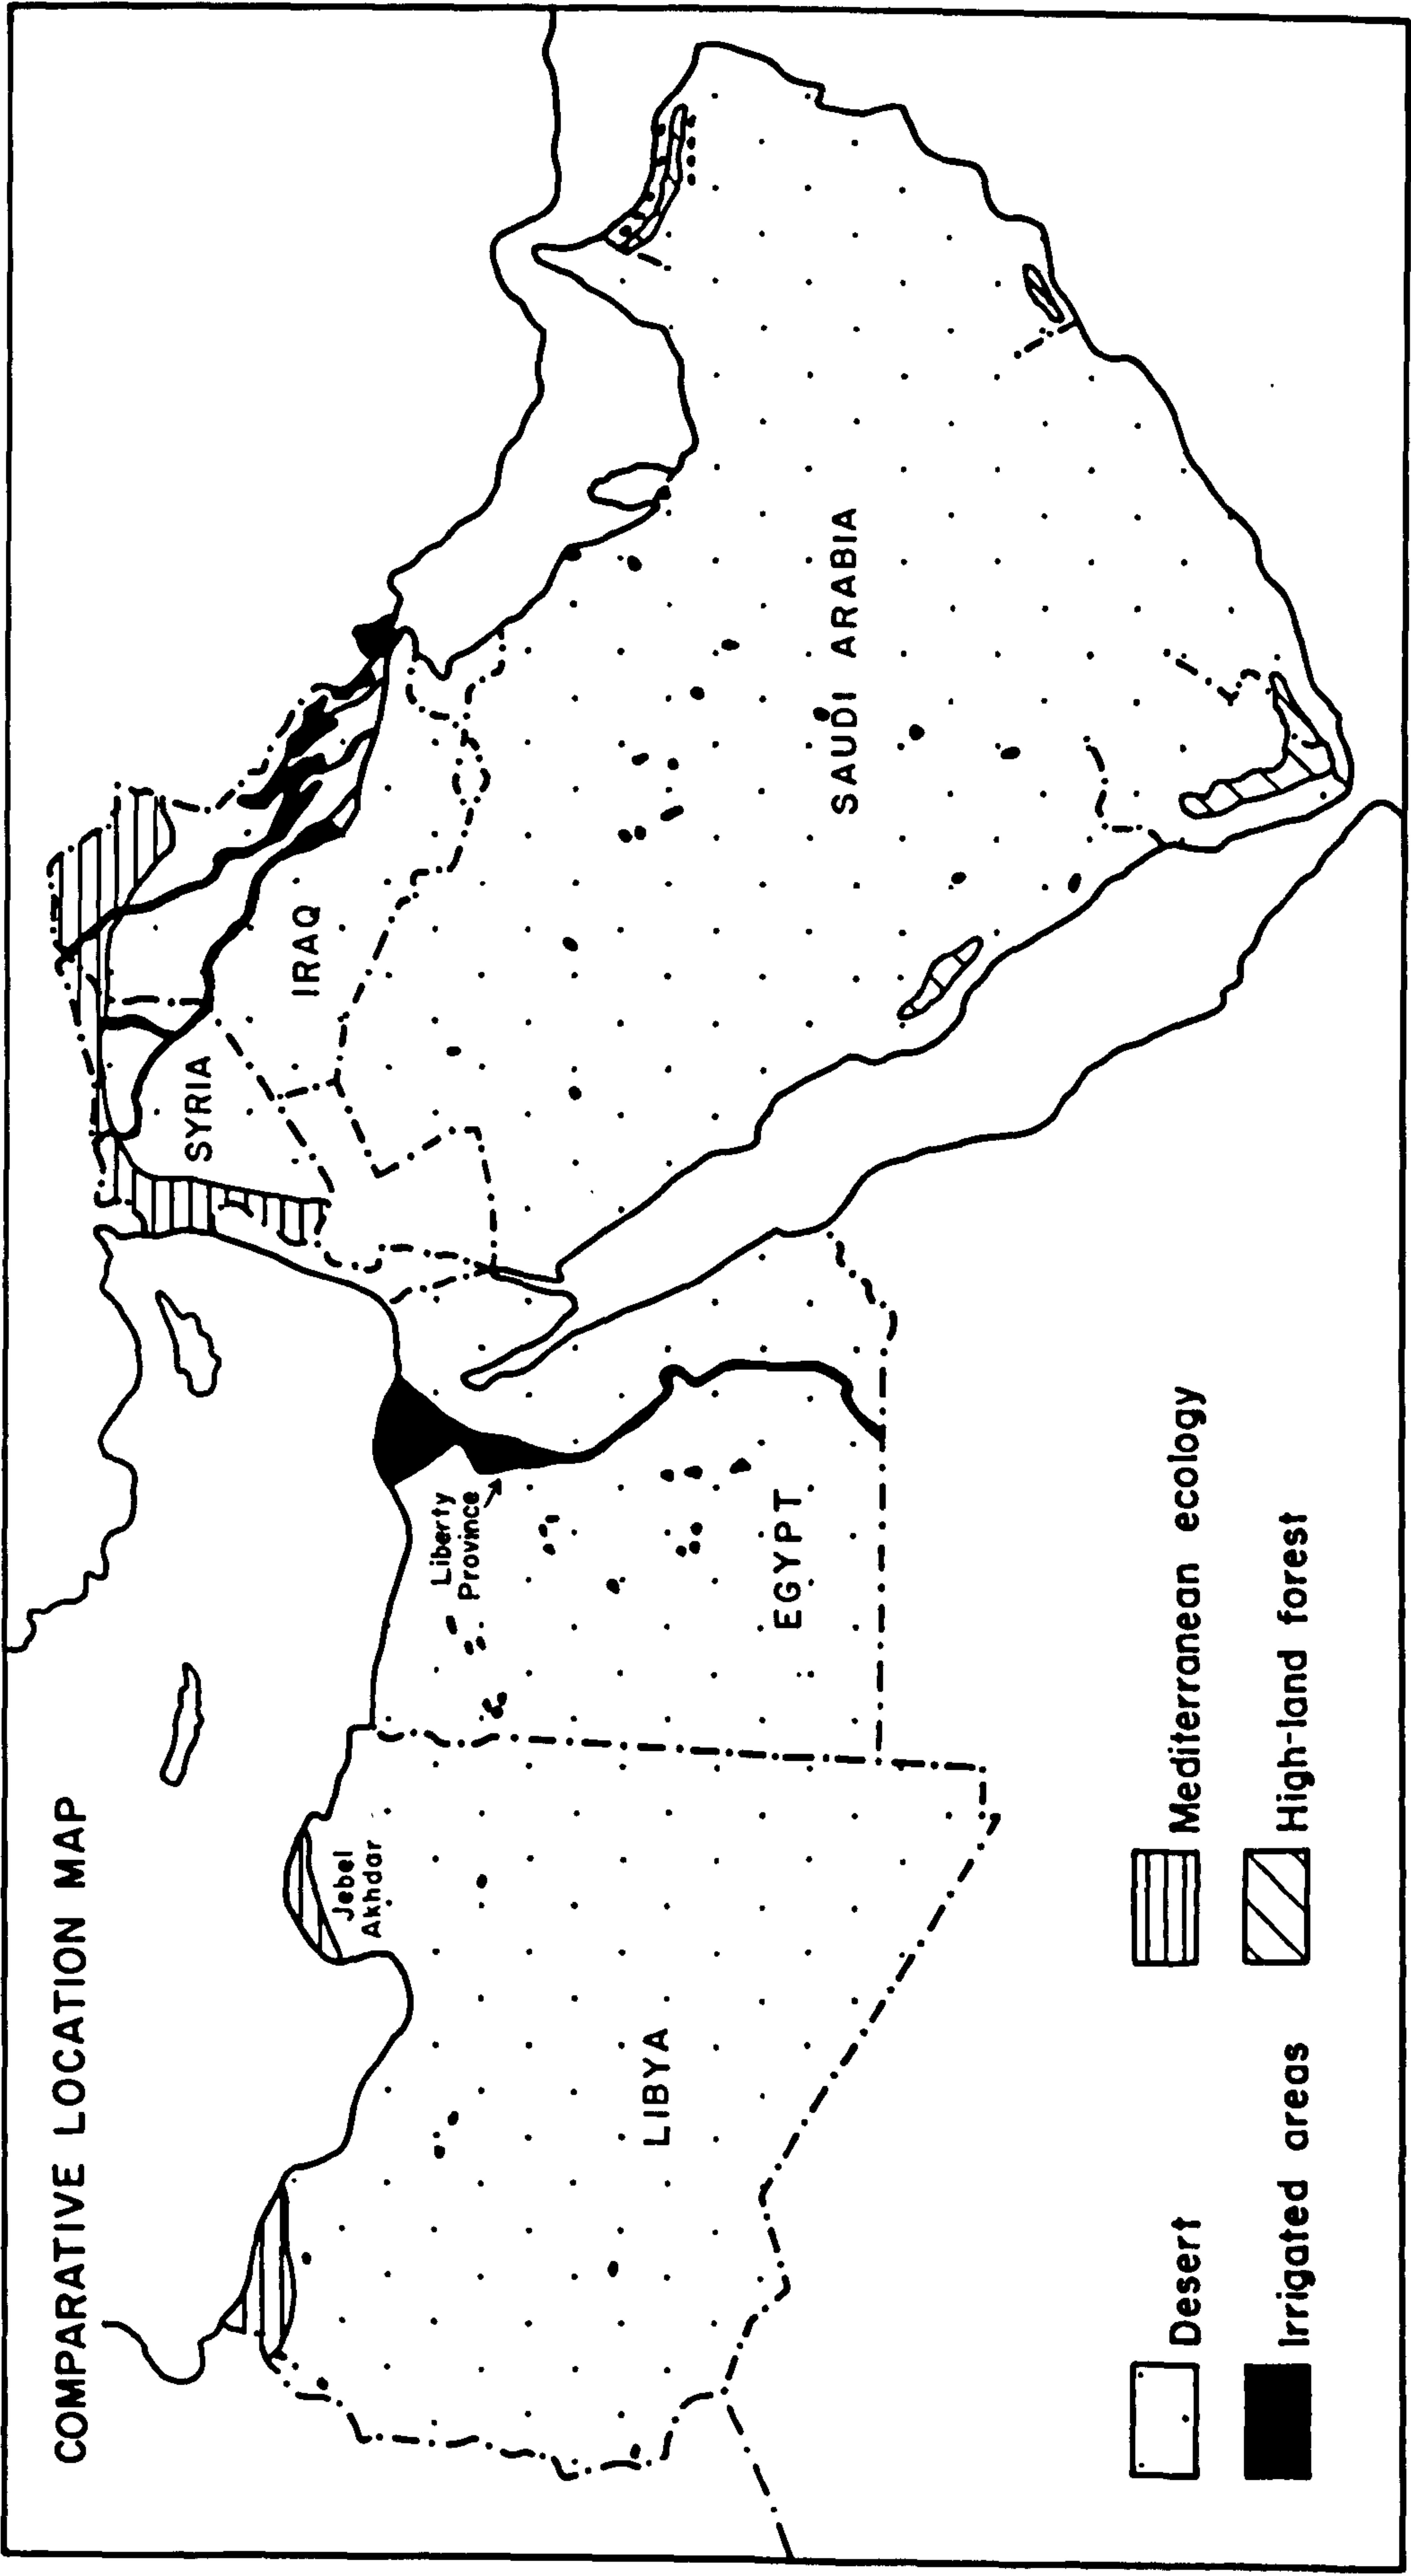 COMPARATIVE LOCATION MAP
SYRIA
IRAQ
Jebel
Akhdar
Liberty
Province
LIBYA
EGYPT
SAUDI ARABIA
Desert
Mediterranean ecology
Irrigated areas
High-land forest